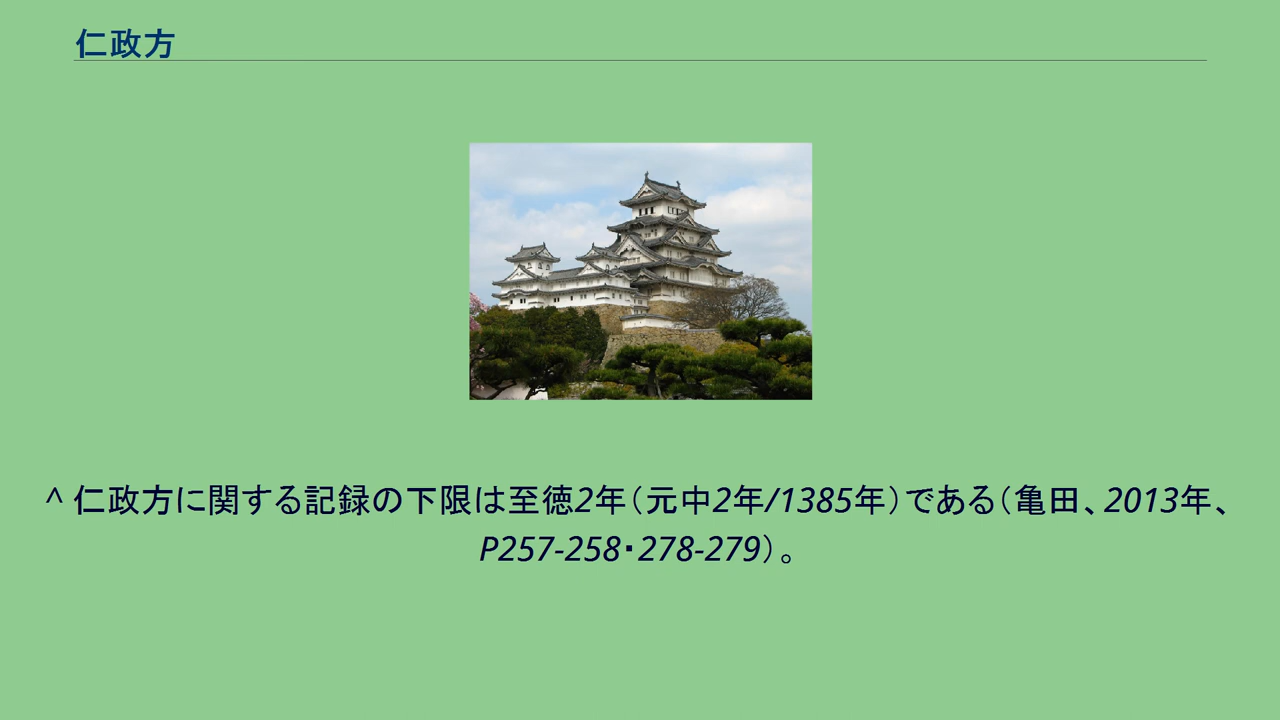 仁政方
^ 仁政方に関する記録の下限は至徳2年（元中2年/1385年）である（亀田、2013年、
P257-258・278-279）。